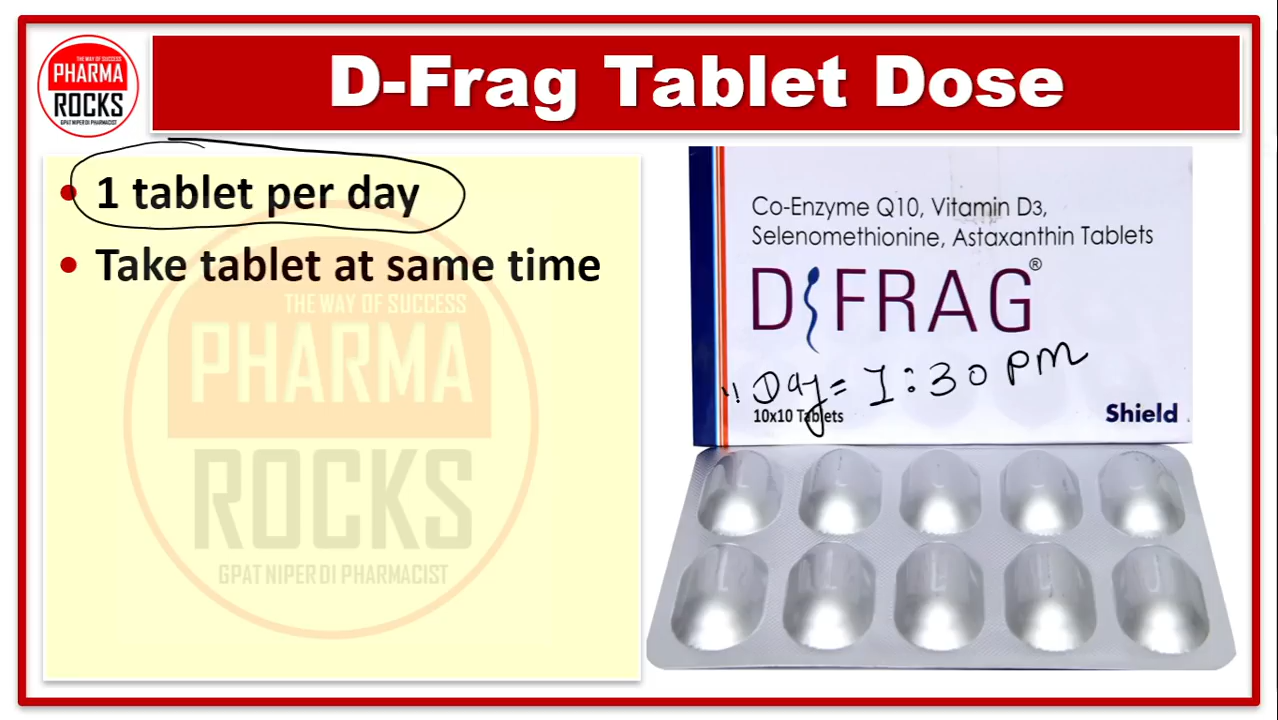 THE WAY OF SUCCESS
PHARMA
ROCKS
GPAT NIPER DI PHARMACIST
D-Frag Tablet Dose
• 1 tablet per day
• Take tablet at same time
THE WAY OF SUCCESS
PHARMA
ROCKS
GPAT NIPER DI PHARMACIST
Co-Enzyme Q10, Vitamin D3,
Selenomethionine, Astaxanthin Tablets
D FRAG®
Day = 1:30 PM
10x10 Tablets
Shield